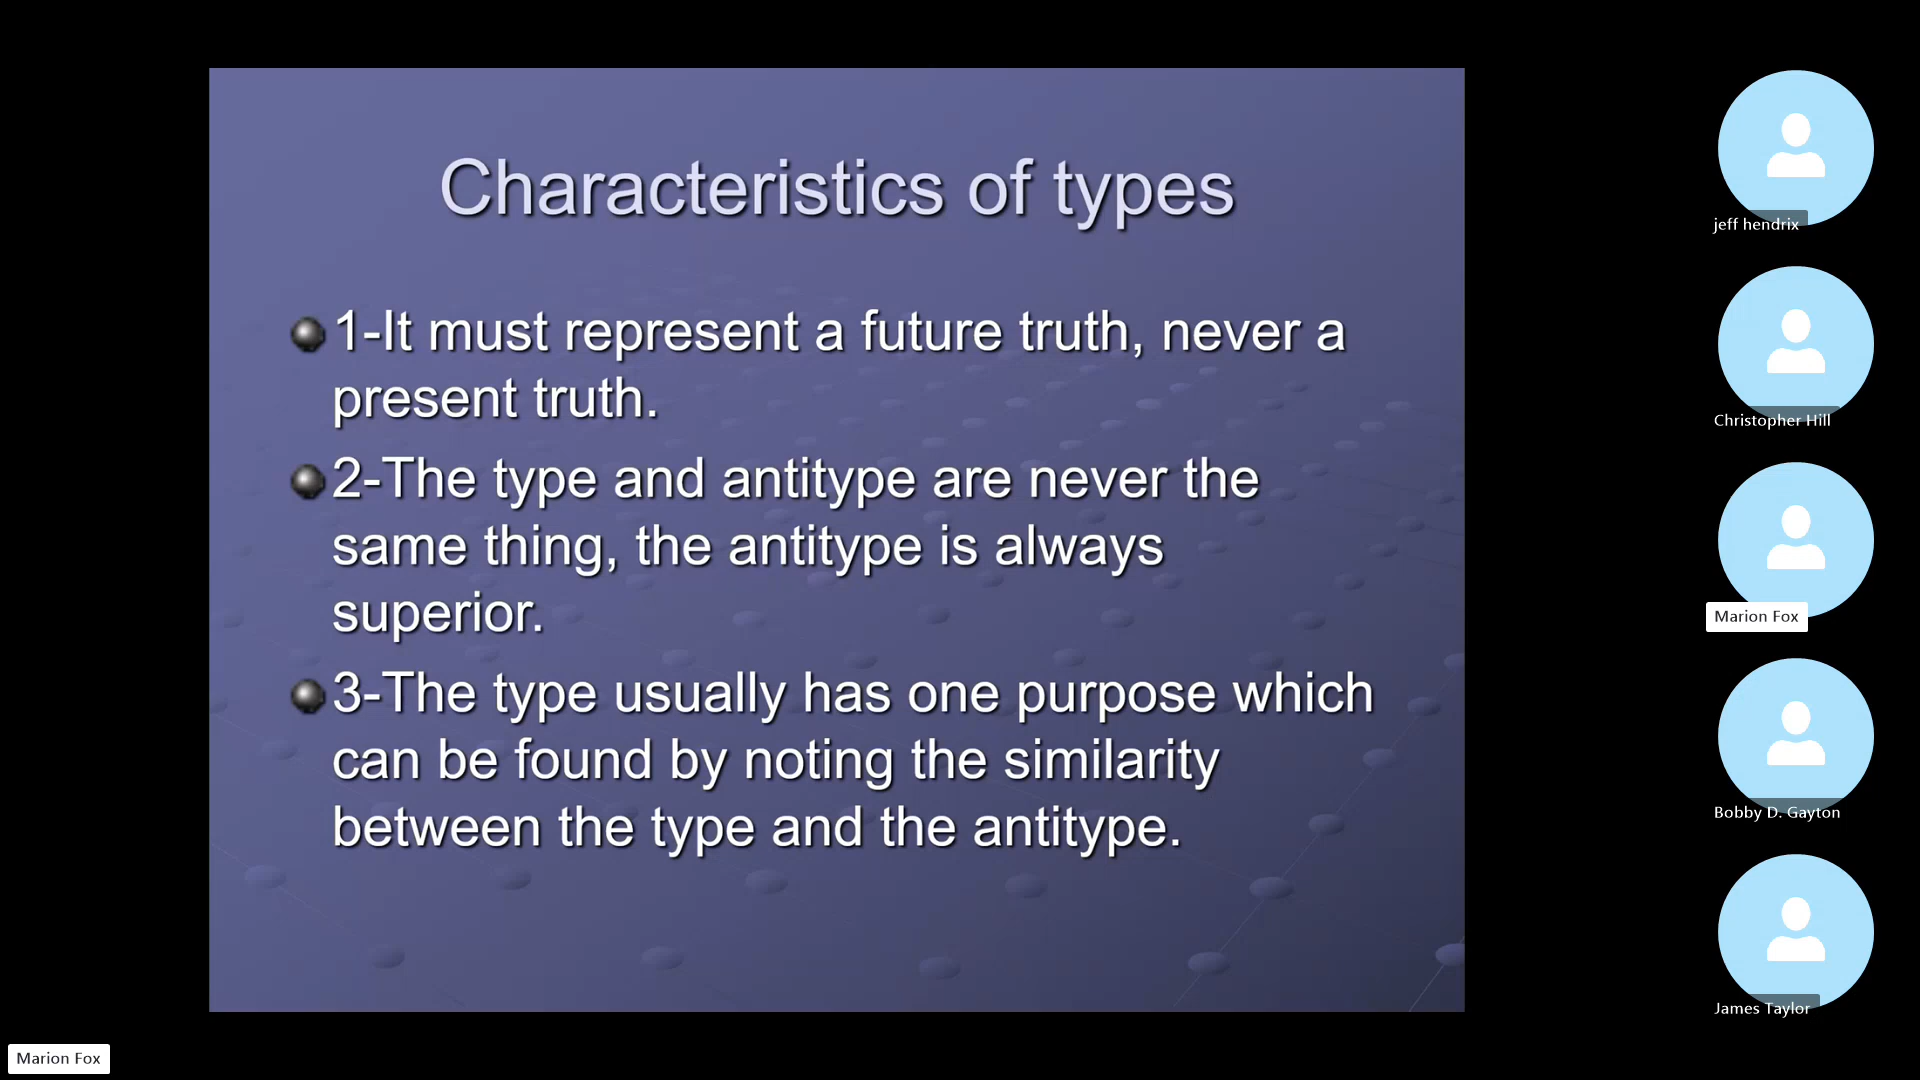 Characteristics of types
1-It must represent a future truth, never a
present truth.
2-The type and antitype are never the
same thing, the antitype is always
superior.
3-The type usually has one purpose which
can be found by noting the similarity
between the type and the antitype.
jeff hendrix
Christopher Hill
Marion Fox
Bobby D. Gayton
James Taylor
Marion Fox